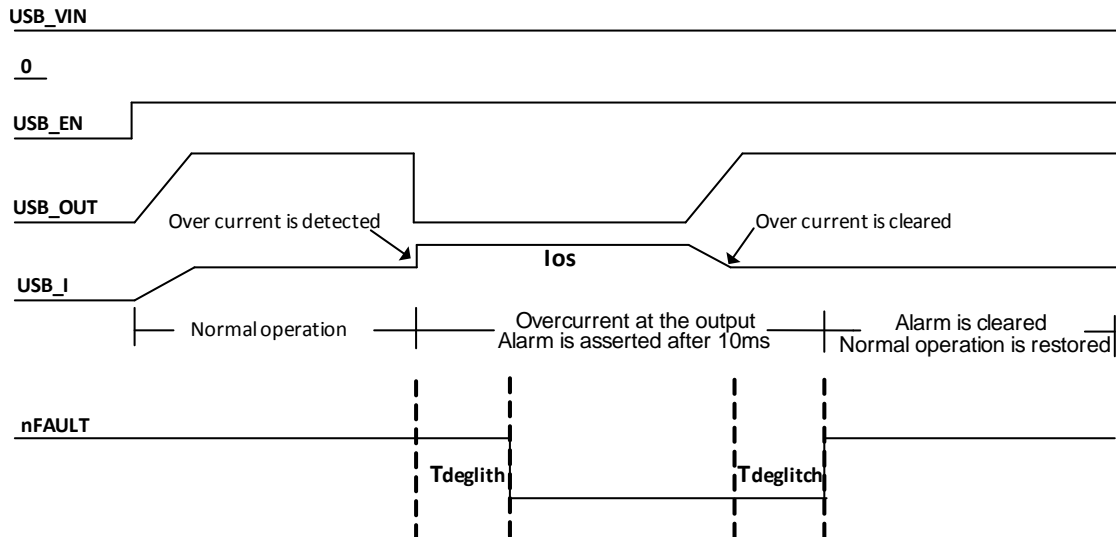 USB_VIN
0
USB_EN
USB_OUT
Over current is detected
Over current is cleared
Ios
USB_I
Normal operation
Overcurrent at the output
Alarm is asserted after 10ms
Alarm is cleared
Normal operation is restored
nFAULT
Tdeglith
Tdeglitch